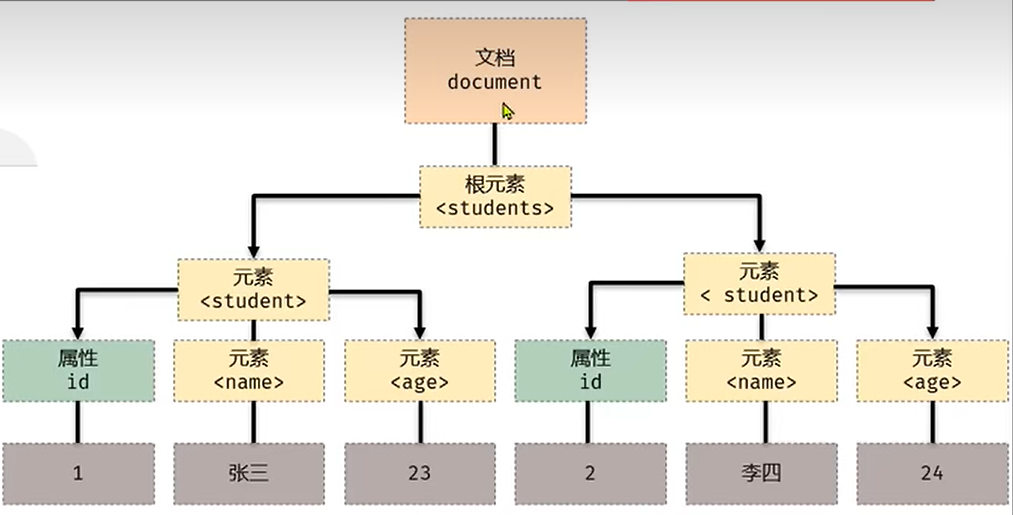 文档
document
根元素
<students>
元素
<student>
元素
< student>
属性
id
元素
<name>
元素
<age>
属性
id
元素
<name>
元素
<age>
1
张三
23
2
李四
24